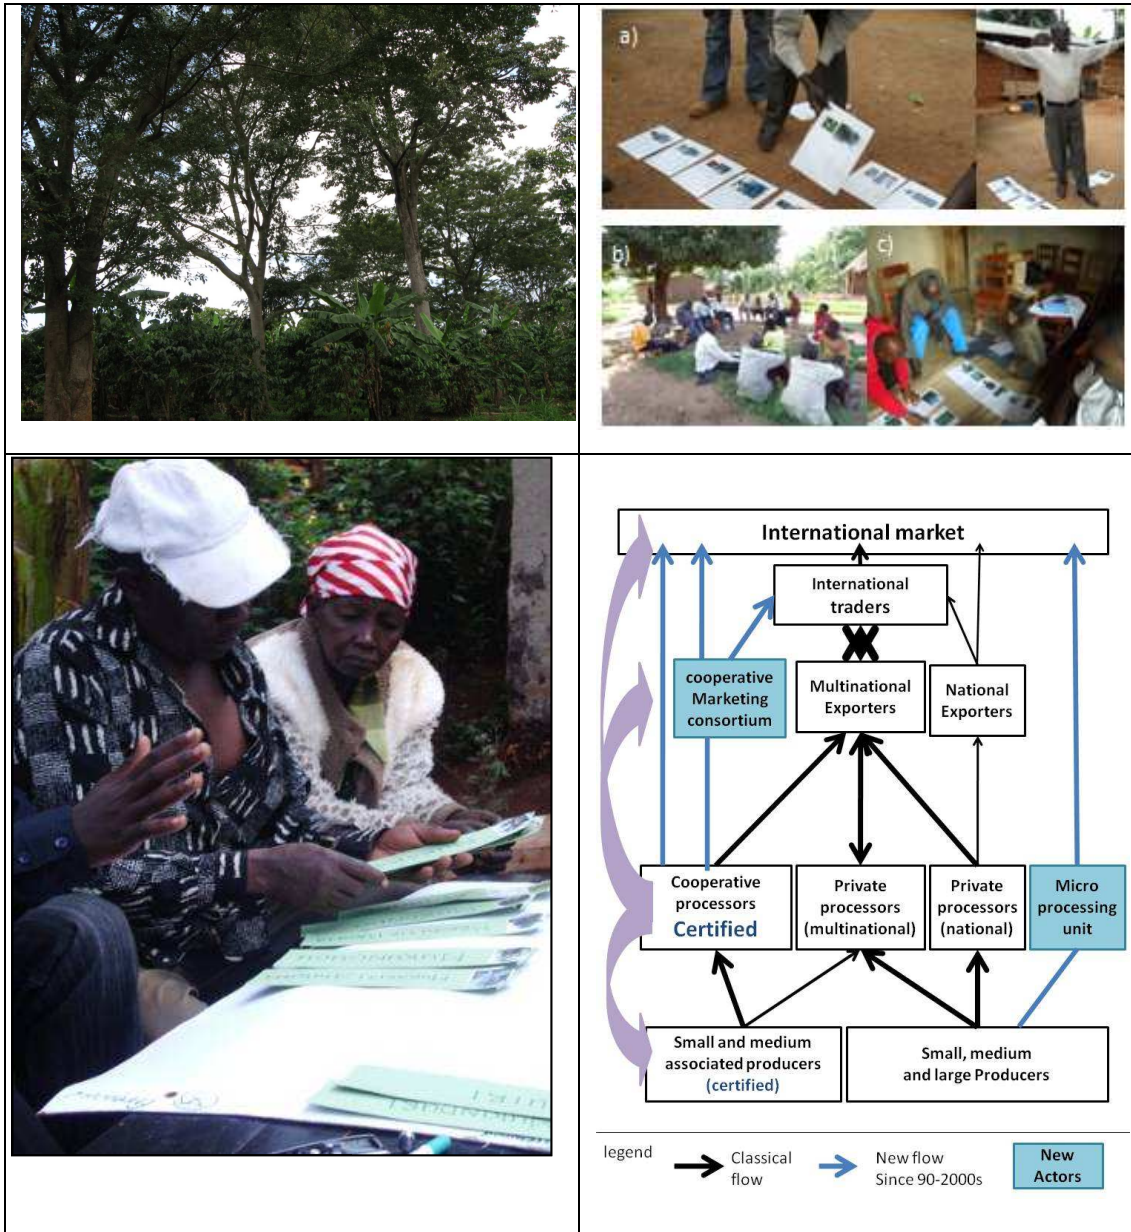 a)
b)
c)
International market
International
traders
cooperative
Marketing
consortium
Multinational
Exporters
National
Exporters
Cooperative
processors
Certified
Private
processors
(multinational)
Private
processors
(national)
Micro
processing
unit
Small and medium
associated producers
(certified)
Small, medium
and large Producers
legend
Classical
flow
New flow
Since 90-2000s
New
Actors